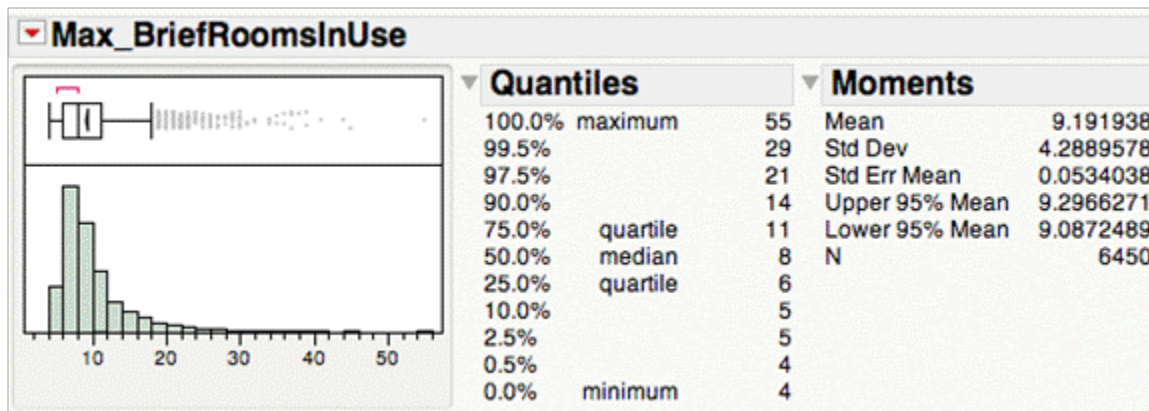 Max_BriefRoomsInUse
10 20 30 40 50
Quantiles
100.0% maximum 55
99.5% 29
97.5% 21
90.0% 14
75.0% quartile 11
50.0% median 8
25.0% quartile 6
10.0% 5
2.5% 5
0.5% 4
0.0% minimum 4
Moments
Mean 9.191938
Std Dev 4.2889578
Std Err Mean 0.0534038
Upper 95% Mean 9.2966271
Lower 95% Mean 9.0872489
N 6450